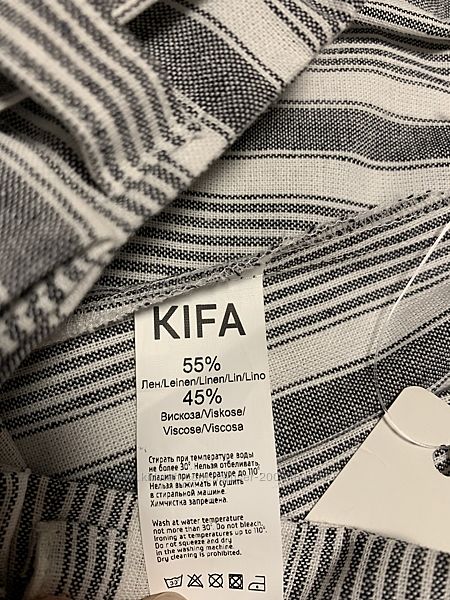 KIFA
55%
Лен/Leinen/Linen/Lin/Lino
45%
Вискоза/Viskose/
Viscose/Viscosa
Стирать при температуре воды
не более 30°. Нельзя отбеливать.
Гладить при температуре до 110°.
Нельзя выжимать и сушить
в стиральной машине.
Химчистка запрещена.
Wash at water temperature
not more than 30°. Do not bleach.
Ironing at temperatures up to 110°.
Do not squeeze and dry
in the washing machine.
Dry cleaning is prohibited.